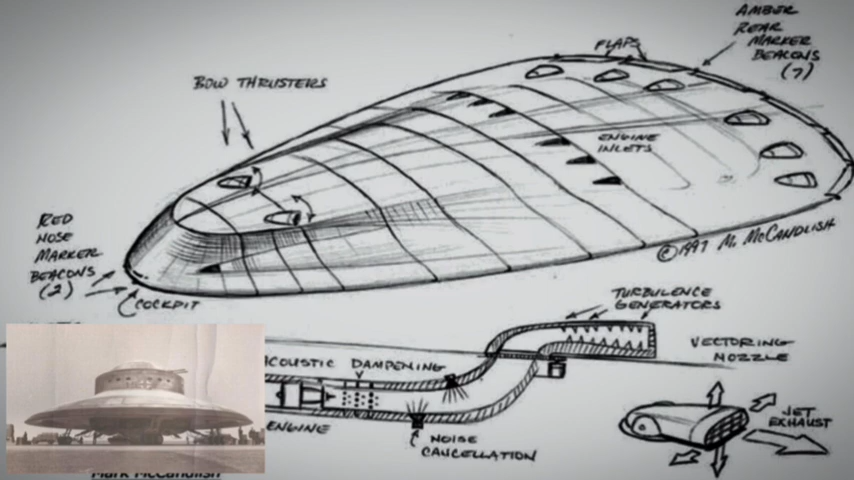 AMBER
REAR
MARKER
BEACONS
(7)
FLAPS
BOW THRUSTERS
ENGINE
INLETS
RED
NOSE
MARKER
BEACONS
(2)
COCKPIT
©1997 M. McCANDLISH
TURBULENCE
GENERATORS
VECTORING
NOZZLE
ACOUSTIC DAMPENING
ENGINE
NOISE
CANCELLATION
JET
EXHAUST
Mark McCandlish